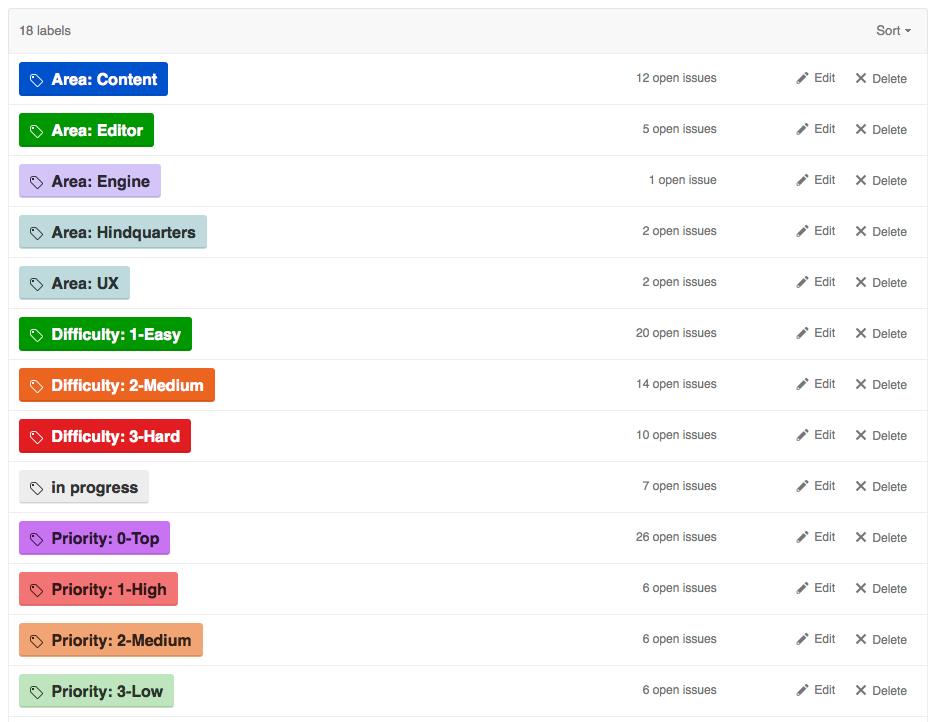 18 labels Sort
Area: Content 12 open issues Edit Delete
Area: Editor 5 open issues Edit Delete
Area: Engine 1 open issue Edit Delete
Area: Hindquarters 2 open issues Edit Delete
Area: UX 2 open issues Edit Delete
Difficulty: 1-Easy 20 open issues Edit Delete
Difficulty: 2-Medium 14 open issues Edit Delete
Difficulty: 3-Hard 10 open issues Edit Delete
in progress 7 open issues Edit Delete
Priority: 0-Top 26 open issues Edit Delete
Priority: 1-High 6 open issues Edit Delete
Priority: 2-Medium 6 open issues Edit Delete
Priority: 3-Low 6 open issues Edit Delete